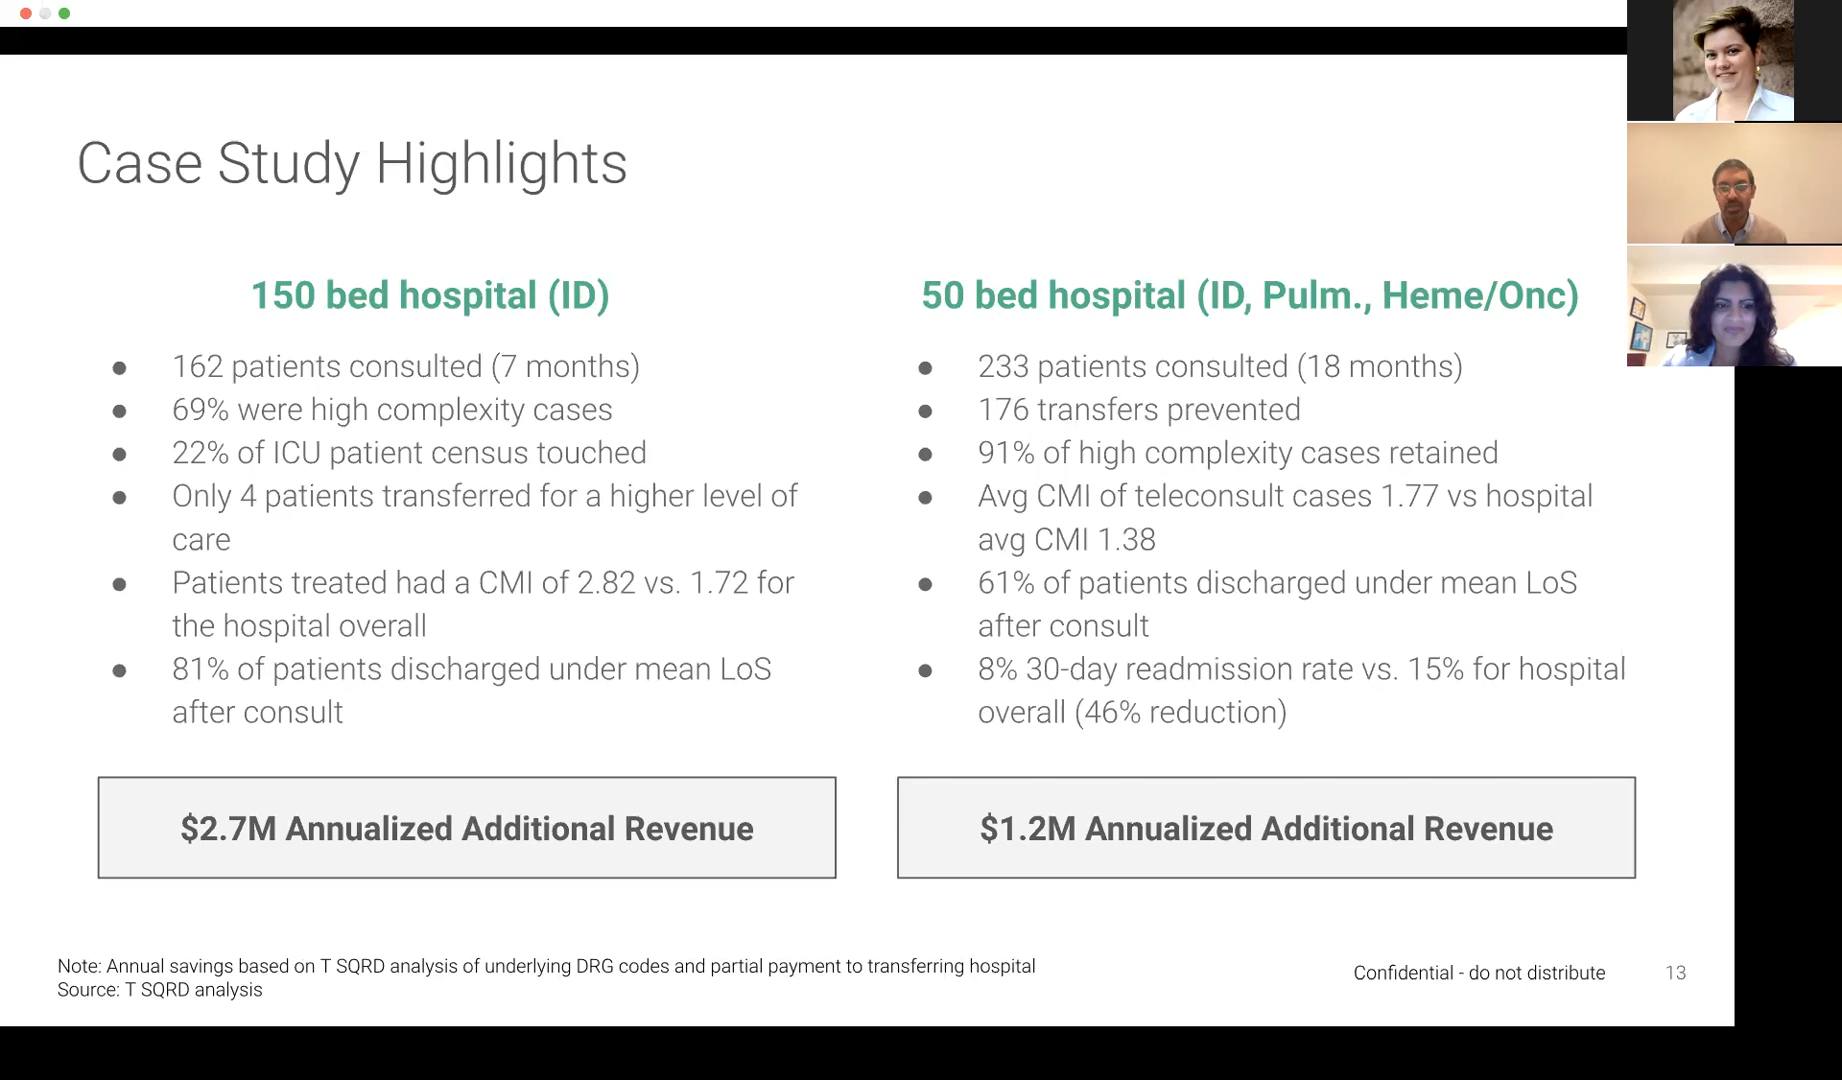 Case Study Highlights
150 bed hospital (ID)
● 162 patients consulted (7 months)
● 69% were high complexity cases
● 22% of ICU patient census touched
● Only 4 patients transferred for a higher level of
care
● Patients treated had a CMI of 2.82 vs. 1.72 for
the hospital overall
● 81% of patients discharged under mean LoS
after consult
$2.7M Annualized Additional Revenue
50 bed hospital (ID, Pulm., Heme/Onc)
● 233 patients consulted (18 months)
● 176 transfers prevented
● 91% of high complexity cases retained
● Avg CMI of teleconsult cases 1.77 vs hospital
avg CMI 1.38
● 61% of patients discharged under mean LoS
after consult
● 8% 30-day readmission rate vs. 15% for hospital
overall (46% reduction)
$1.2M Annualized Additional Revenue
Note: Annual savings based on T SQRD analysis of underlying DRG codes and partial payment to transferring hospital
Source: T SQRD analysis
Confidential - do not distribute
13